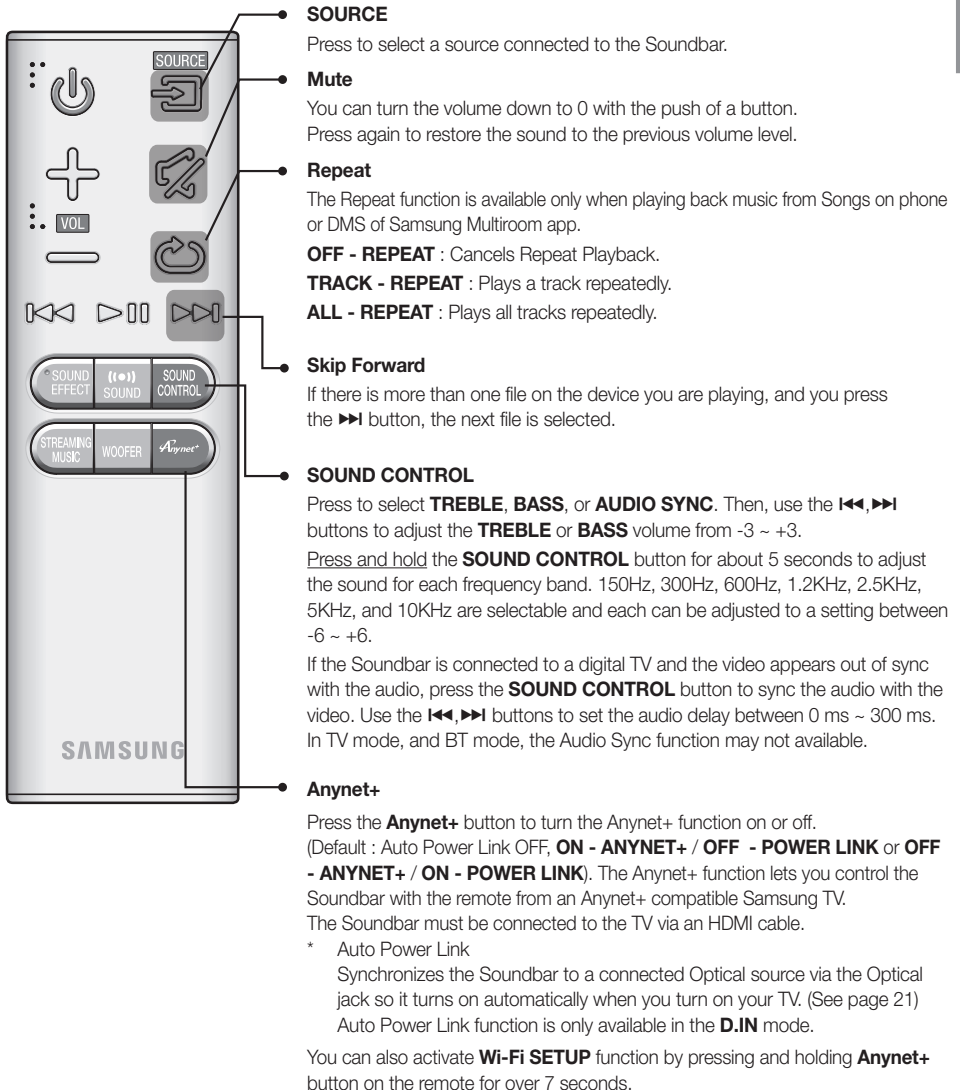 SOURCE
Press to select a source connected to the Soundbar.
Mute
You can turn the volume down to 0 with the push of a button.
Press again to restore the sound to the previous volume level.
Repeat
The Repeat function is available only when playing back music from Songs on phone
or DMS of Samsung Multiroom app.
OFF - REPEAT : Cancels Repeat Playback.
TRACK - REPEAT : Plays a track repeatedly.
ALL - REPEAT : Plays all tracks repeatedly.
Skip Forward
If there is more than one file on the device you are playing, and you press
the ▶▶| button, the next file is selected.
SOUND CONTROL
Press to select TREBLE, BASS, or AUDIO SYNC. Then, use the |◀◀,▶▶|
buttons to adjust the TREBLE or BASS volume from -3 ~ +3.
Press and hold the SOUND CONTROL button for about 5 seconds to adjust
the sound for each frequency band. 150Hz, 300Hz, 600Hz, 1.2KHz, 2.5KHz,
5KHz, and 10KHz are selectable and each can be adjusted to a setting between
-6 ~ +6.
If the Soundbar is connected to a digital TV and the video appears out of sync
with the audio, press the SOUND CONTROL button to sync the audio with the
video. Use the |◀◀,▶▶| buttons to set the audio delay between 0 ms ~ 300 ms.
In TV mode, and BT mode, the Audio Sync function may not available.
Anynet+
Press the Anynet+ button to turn the Anynet+ function on or off.
(Default : Auto Power Link OFF, ON - ANYNET+ / OFF - POWER LINK or OFF
- ANYNET+ / ON - POWER LINK). The Anynet+ function lets you control the
Soundbar with the remote from an Anynet+ compatible Samsung TV.
The Soundbar must be connected to the TV via an HDMI cable.
* Auto Power Link
Synchronizes the Soundbar to a connected Optical source via the Optical
jack so it turns on automatically when you turn on your TV. (See page 21)
Auto Power Link function is only available in the D.IN mode.
You can also activate Wi-Fi SETUP function by pressing and holding Anynet+
button on the remote for over 7 seconds.
SOURCE
VOL
SOUND EFFECT
SOUND
SOUND CONTROL
STREAMING MUSIC
WOOFER
Anynet+
SAMSUNG